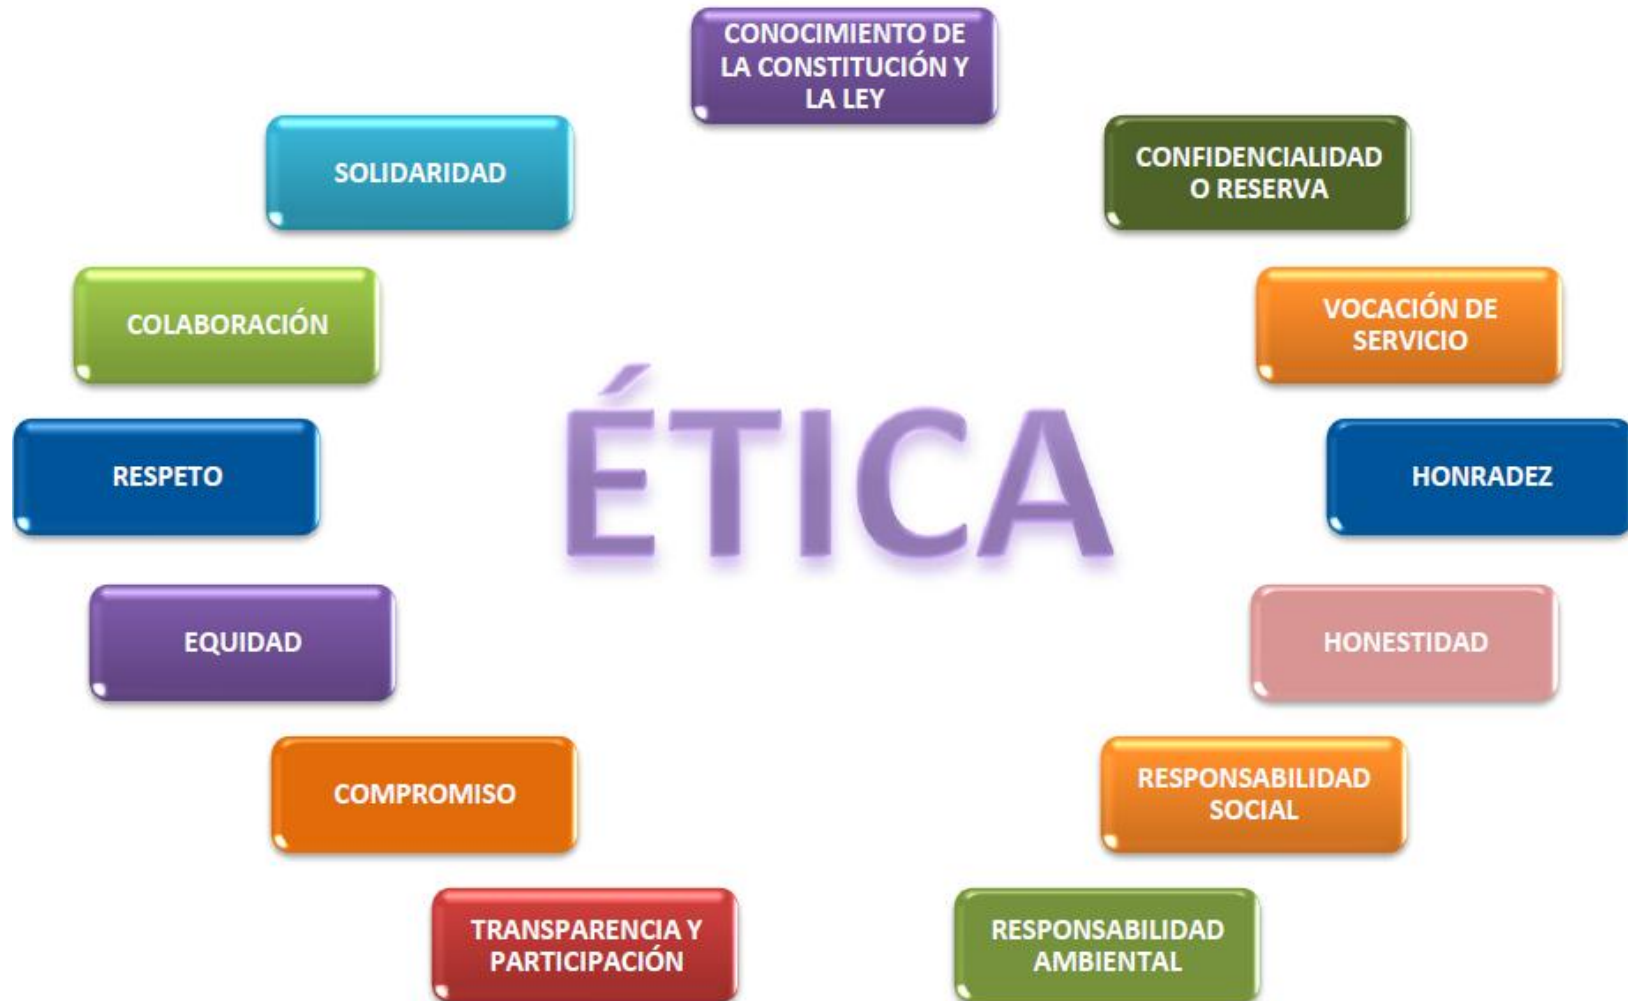 CONOCIMIENTO DE
LA CONSTITUCIÓN Y
LA LEY
SOLIDARIDAD
CONFIDENCIALIDAD
O RESERVA
COLABORACIÓN
VOCACIÓN DE
SERVICIO
ÉTICA
RESPETO
HONRADEZ
EQUIDAD
HONESTIDAD
COMPROMISO
RESPONSABILIDAD
SOCIAL
TRANSPARENCIA Y
PARTICIPACIÓN
RESPONSABILIDAD
AMBIENTAL